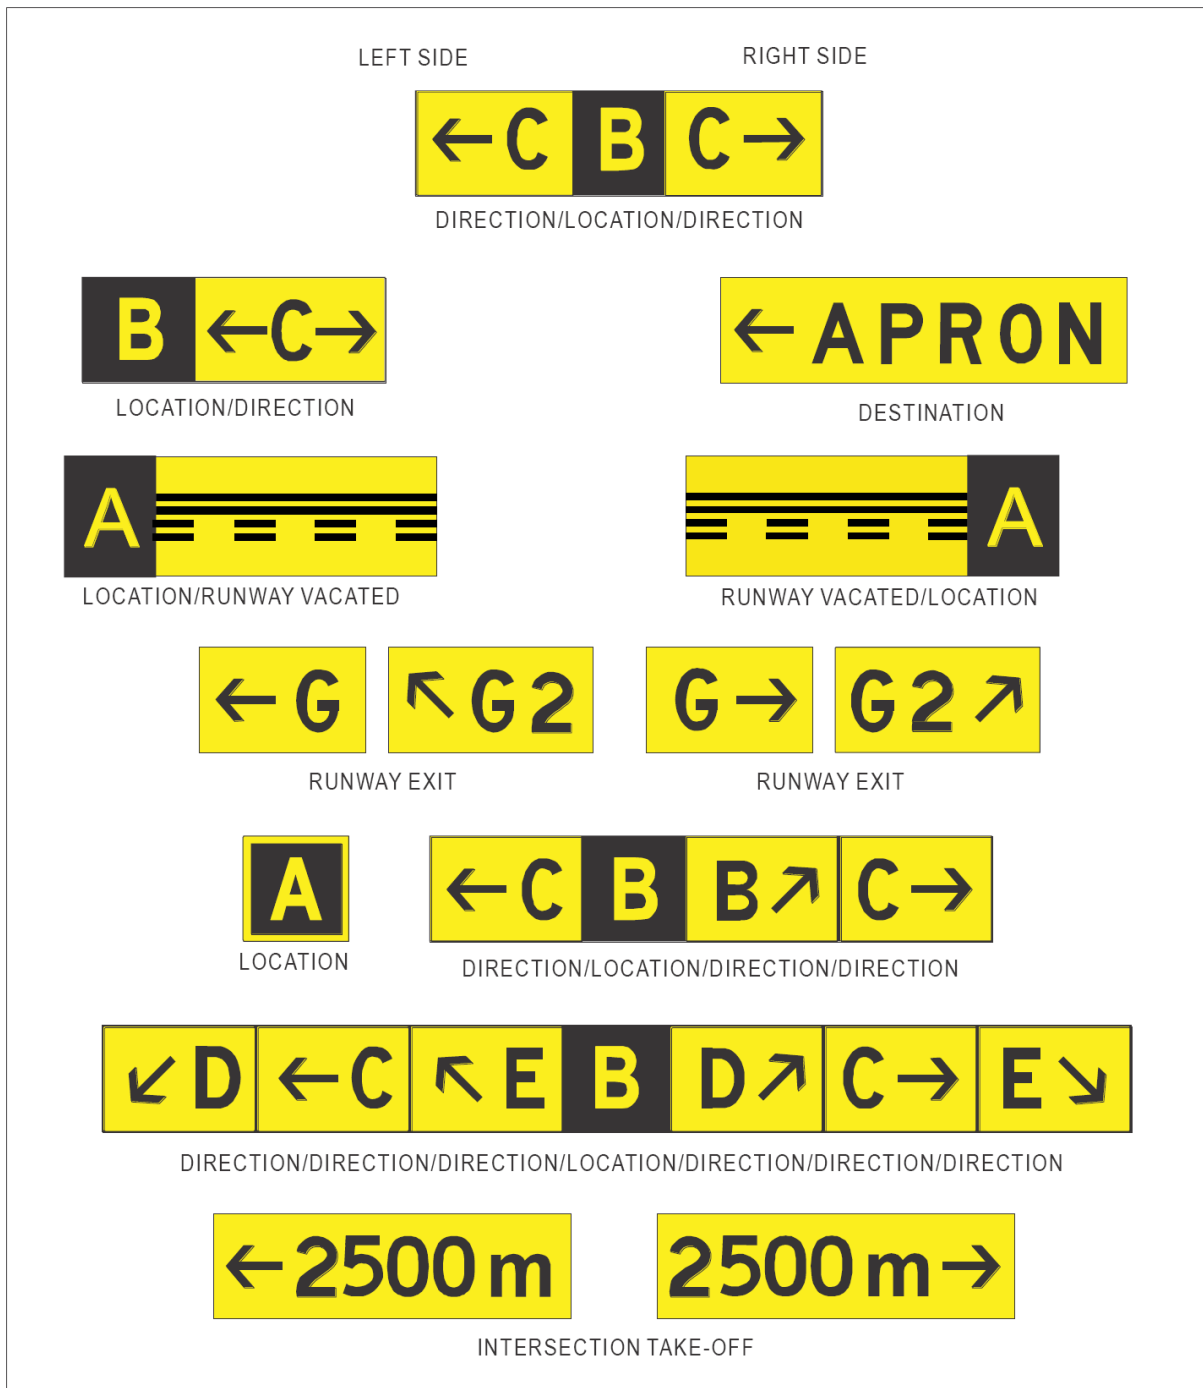 LEFT SIDE RIGHT SIDE
←C B C→
DIRECTION/LOCATION/DIRECTION
B ←C→ ←APRON
LOCATION/DIRECTION DESTINATION
A A
LOCATION/RUNWAY VACATED RUNWAY VACATED/LOCATION
←G ↖G2 G→ G2↗
RUNWAY EXIT RUNWAY EXIT
A ←C B B↗ C→
LOCATION DIRECTION/LOCATION/DIRECTION/DIRECTION
↙D ←C ↖E B D↗ C→ E↘
DIRECTION/DIRECTION/DIRECTION/LOCATION/DIRECTION/DIRECTION/DIRECTION
←2500 m 2500 m→
INTERSECTION TAKE-OFF